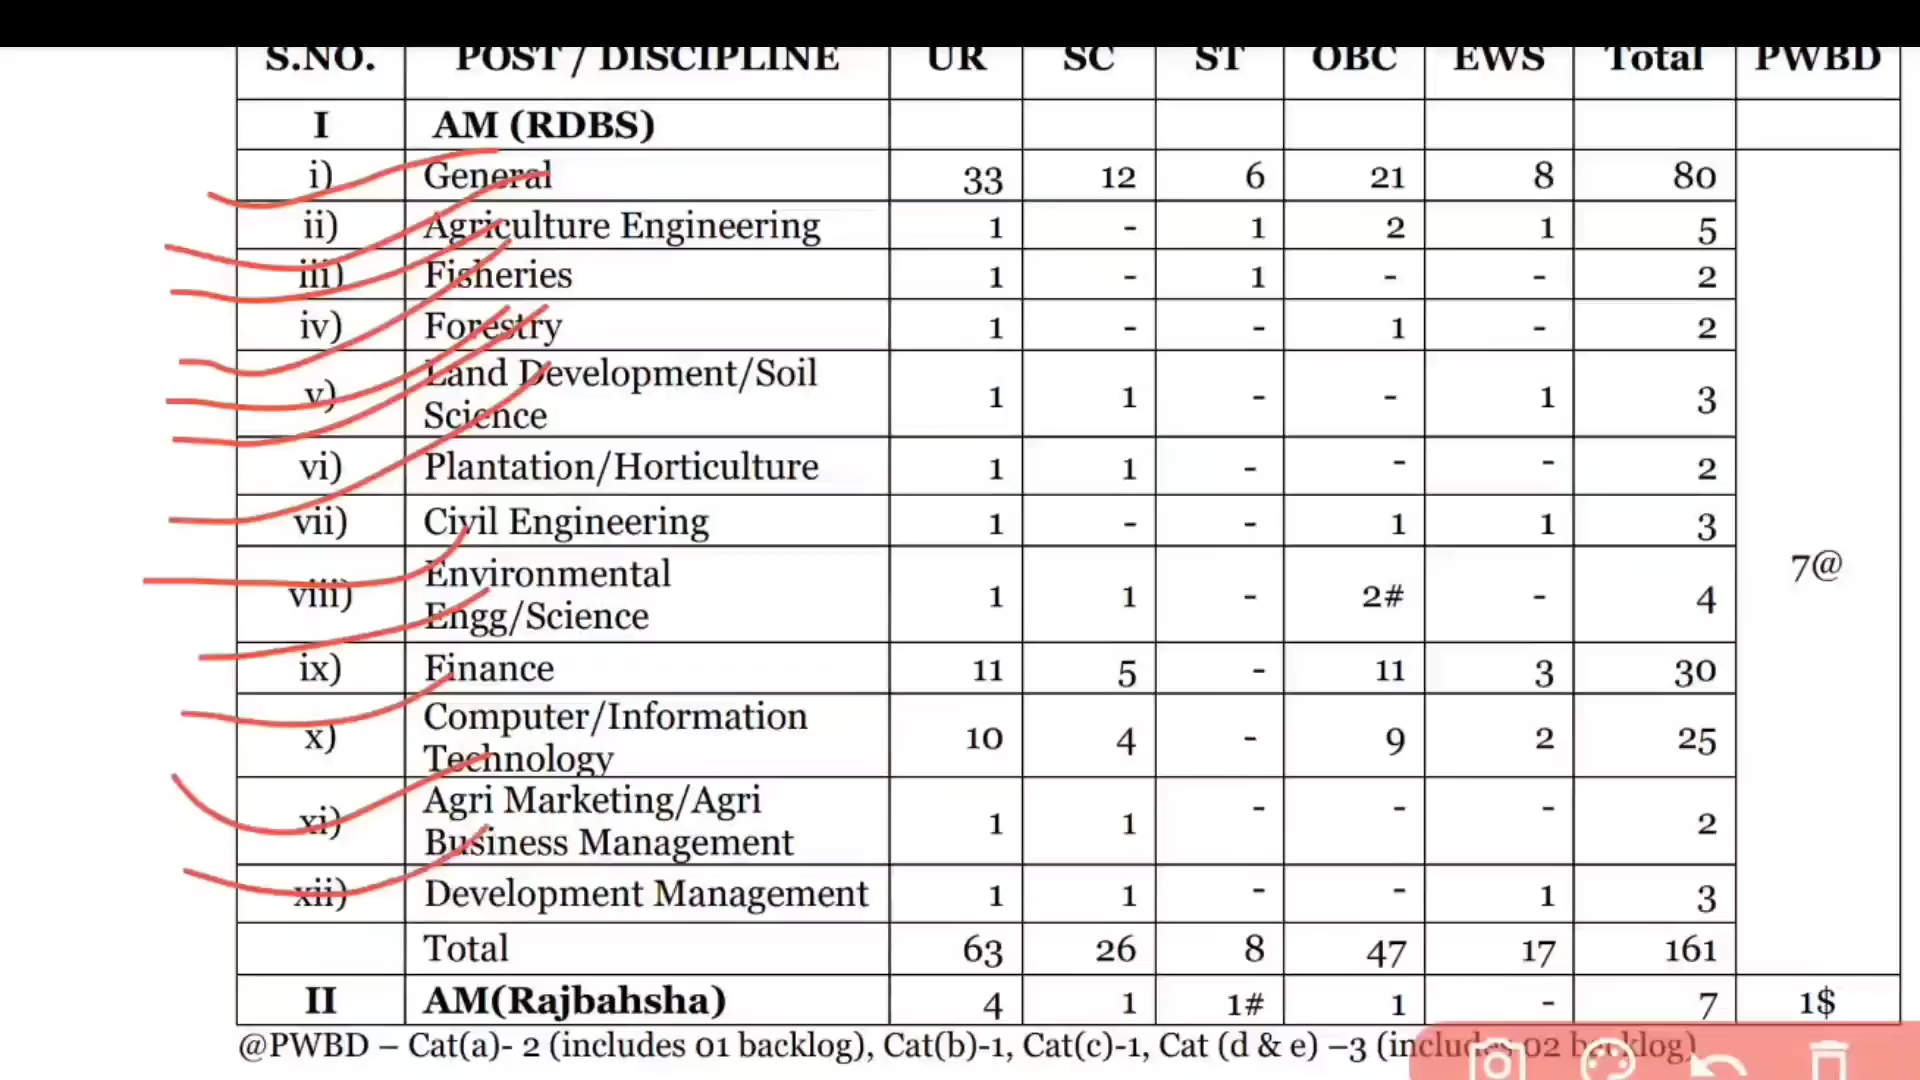 S.NO. POST / DISCIPLINE UR SC ST OBC EWS Total PWBD
I AM (RDBS)
i) General 33 12 6 21 8 80
ii) Agriculture Engineering 1 - 1 2 1 5
iii) Fisheries 1 - 1 - - 2
iv) Forestry 1 - - 1 - 2
v) Land Development/Soil
Science 1 1 - - 1 3
vi) Plantation/Horticulture 1 1 - - - 2
vii) Civil Engineering 1 - - 1 1 3
viii) Environmental
Engg/Science 1 1 - 2# - 4
7@
ix) Finance 11 5 - 11 3 30
x) Computer/Information
Technology 10 4 - 9 2 25
xi) Agri Marketing/Agri
Business Management 1 1 - - - 2
xii) Development Management 1 1 - - 1 3
Total 63 26 8 47 17 161
II AM(Rajbahsha) 4 1 1# 1 - 7 1$
@PWBD – Cat(a)- 2 (includes 01 backlog), Cat(b)-1, Cat(c)-1, Cat (d & e) –3 (includes 02 backlog)